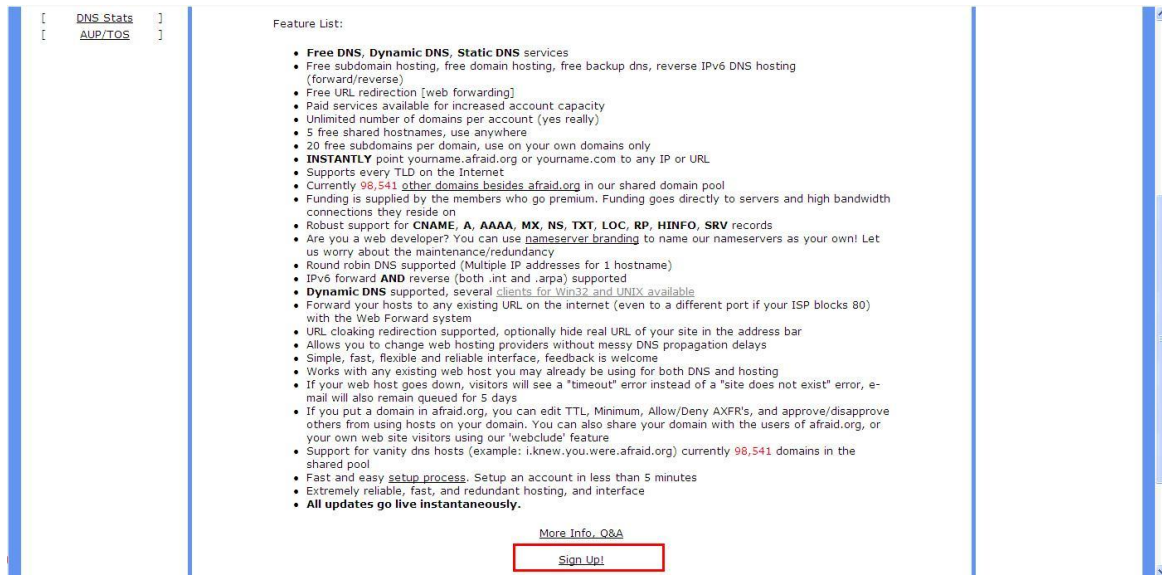 [ DNS Stats ]
[ AUP/TOS ]
Feature List:
• Free DNS, Dynamic DNS, Static DNS services
• Free subdomain hosting, free domain hosting, free backup dns, reverse IPv6 DNS hosting
(forward/reverse)
• Free URL redirection [web forwarding]
• Paid services available for increased account capacity
• Unlimited number of domains per account (yes really)
• 5 free shared hostnames, use anywhere
• 20 free subdomains per domain, use on your own domains only
• INSTANTLY point yourname.afraid.org or yourname.com to any IP or URL
• Supports every TLD on the Internet
• Currently 98,541 other domains besides afraid.org in our shared domain pool
• Funding is supplied by the members who go premium. Funding goes directly to servers and high bandwidth
connections they reside on
• Robust support for CNAME, A, AAAA, MX, NS, TXT, LOC, RP, HINFO, SRV records
• Are you a web developer? You can use nameserver branding to name our nameservers as your own! Let
us worry about the maintenance/redundancy
• Round robin DNS supported (Multiple IP addresses for 1 hostname)
• IPv6 forward AND reverse (both .int and .arpa) supported
• Dynamic DNS supported, several clients for Win32 and UNIX available
• Forward your hosts to any existing URL on the internet (even to a different port if your ISP blocks 80)
with the Web Forward system
• URL cloaking redirection supported, optionally hide real URL of your site in the address bar
• Allows you to change web hosting providers without messy DNS propagation delays
• Simple, fast, flexible and reliable interface, feedback is welcome
• Works with any existing web host you may already be using for both DNS and hosting
• If your web host goes down, visitors will see a "timeout" error instead of a "site does not exist" error, e-
mail will also remain queued for 5 days
• If you put a domain in afraid.org, you can edit TTL, Minimum, Allow/Deny AXFR's, and approve/disapprove
others from using hosts on your domain. You can also share your domain with the users of afraid.org, or
your own web site visitors using our 'webclude' feature
• Support for vanity dns hosts (example: i.knew.you.were.afraid.org) currently 98,541 domains in the
shared pool
• Fast and easy setup process. Setup an account in less than 5 minutes
• Extremely reliable, fast, and redundant hosting, and interface
• All updates go live instantaneously.
More Info, Q&A
Sign Up!